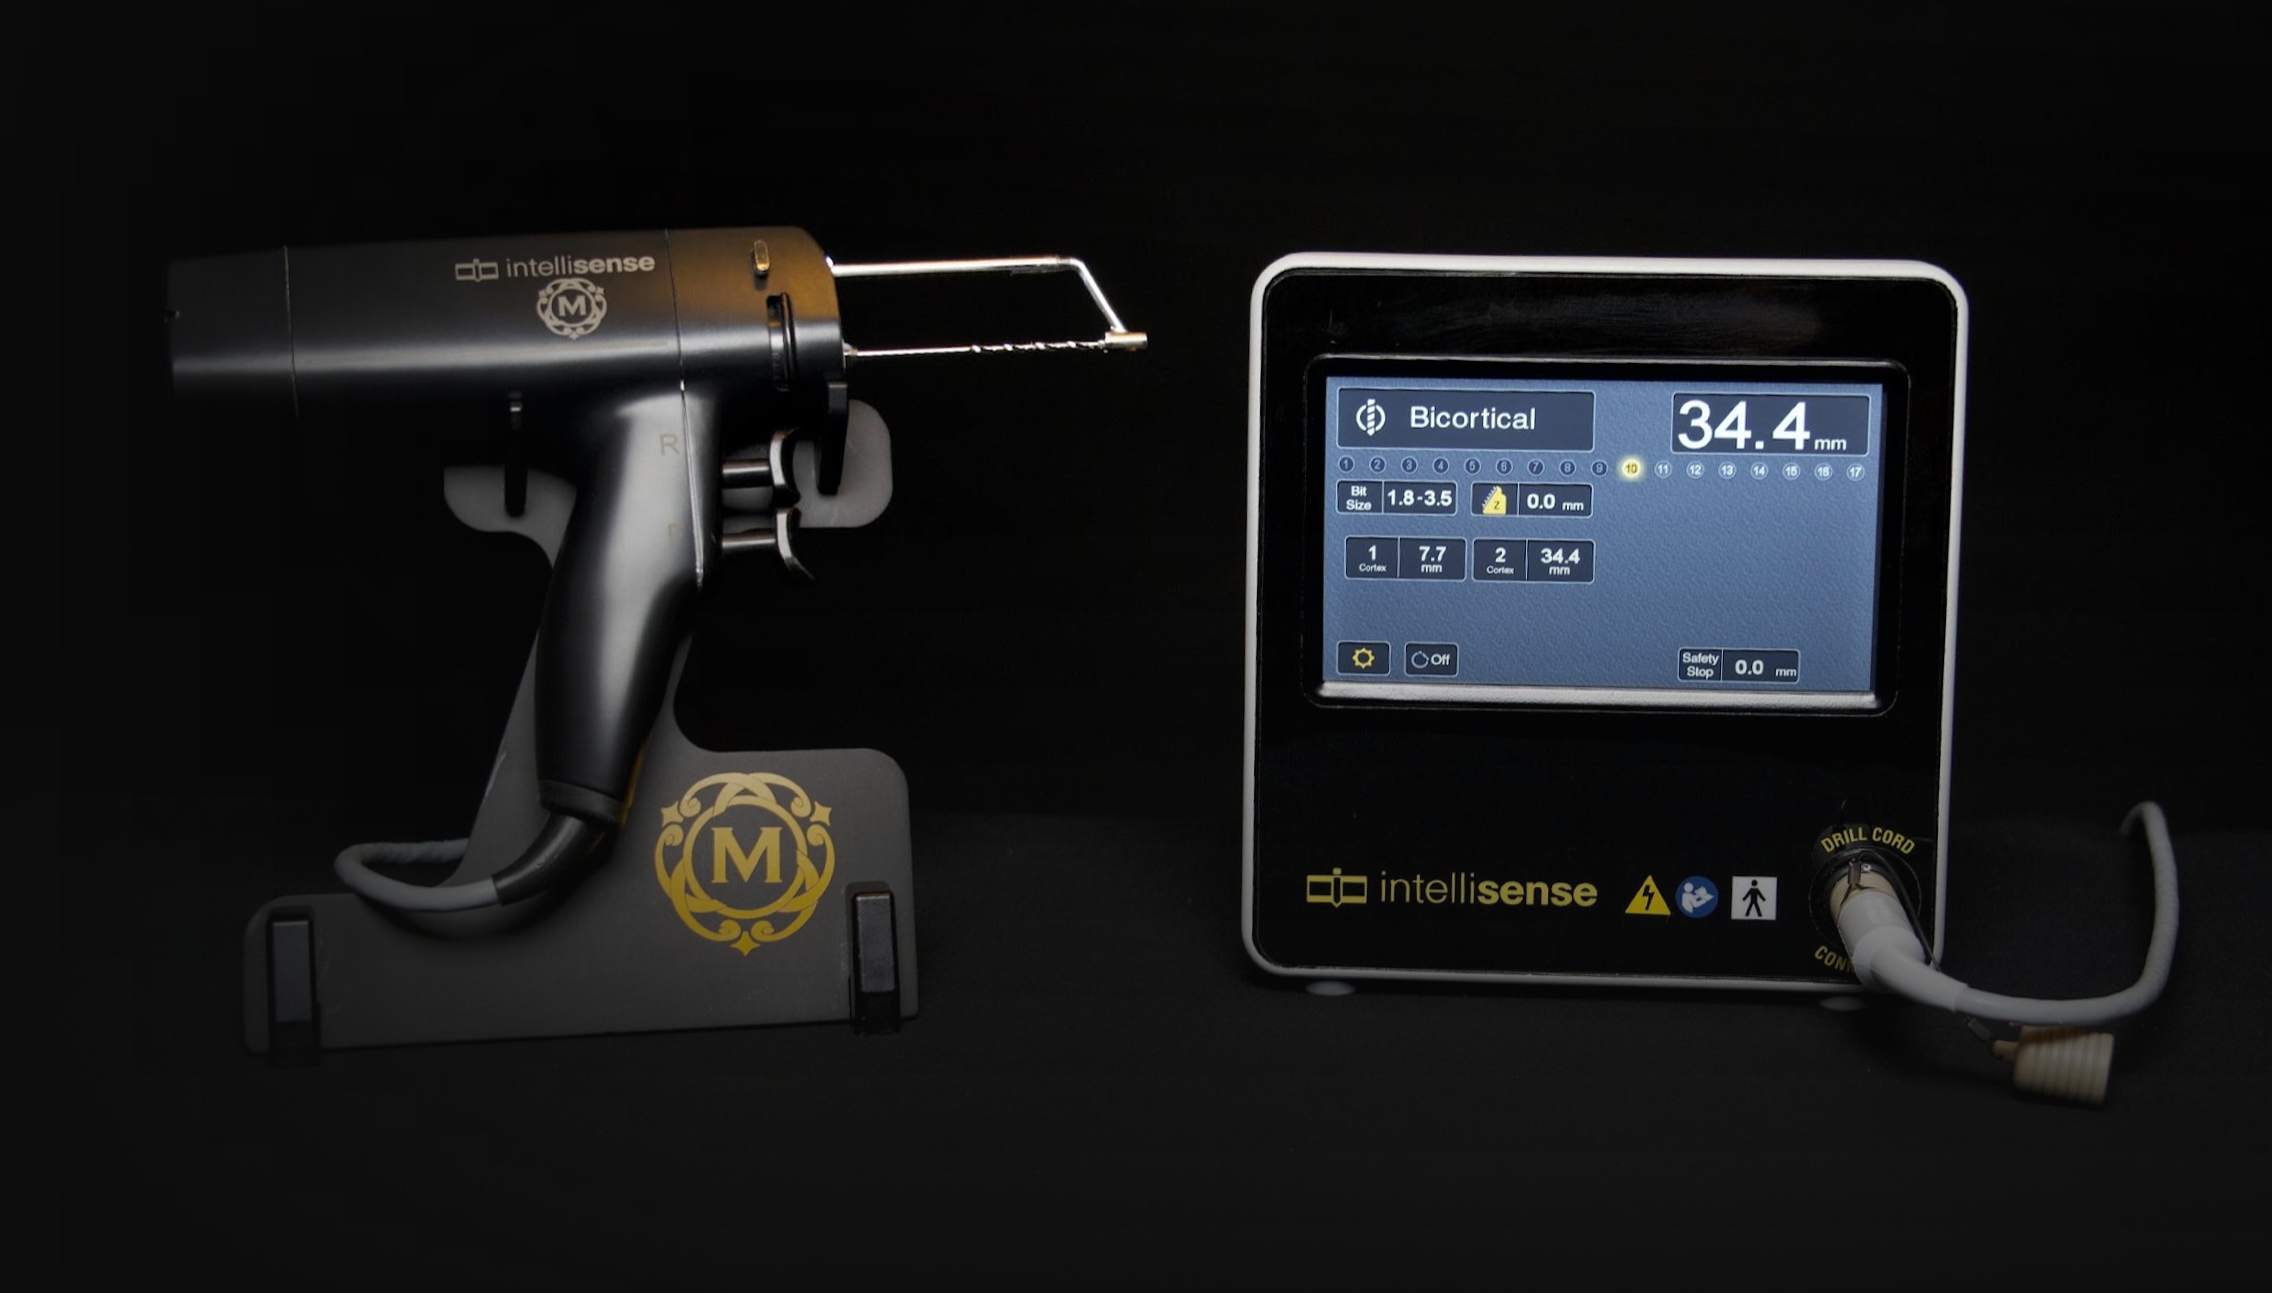 intellisense
M
R
M
Bicortical
34.4 mm
1 2 3 4 5 6 7 8 9 10 11 12 13 14 15 16 17
Bit Size 1.8-3.5
Z 0.0 mm
1 Cortex 7.7 mm
2 Cortex 34.4 mm
Off
Safety Stop 0.0 mm
DRILL CORD
intellisense